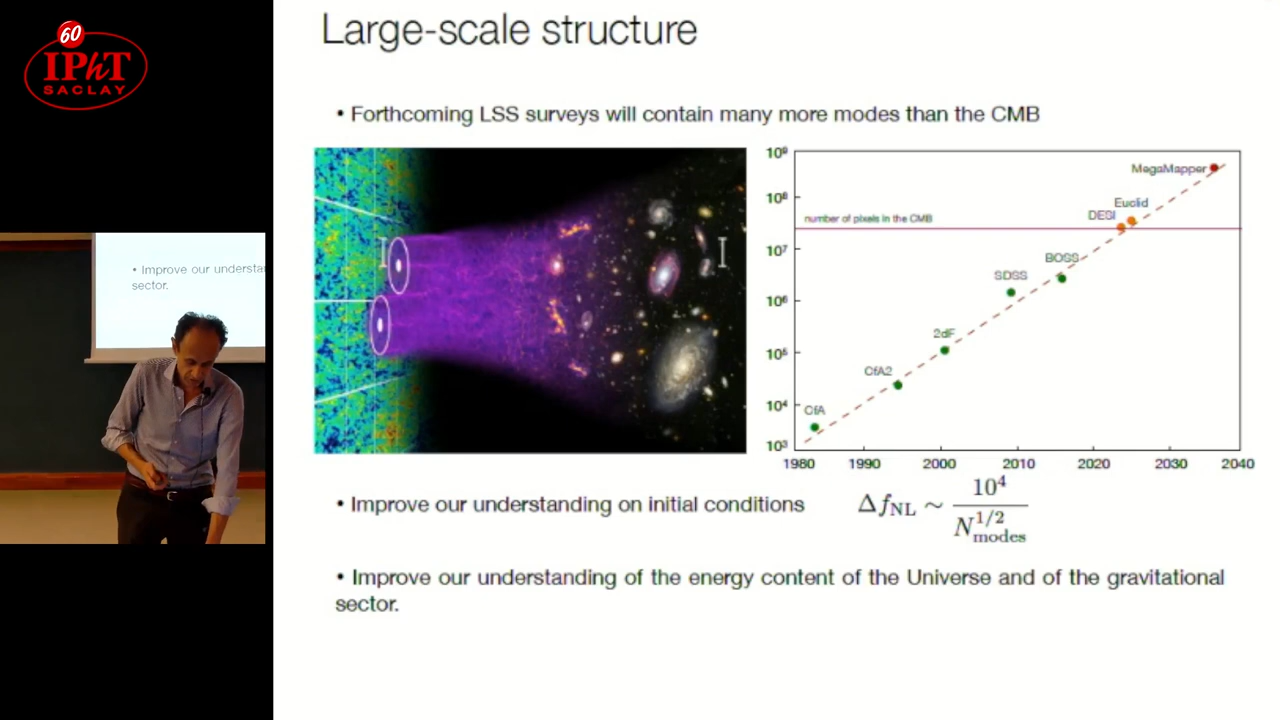 60
IPhT
SACLAY
Large-scale structure
• Forthcoming LSS surveys will contain many more modes than the CMB
10⁹
MegaMapper
10⁸
Euclid
DESI
number of pixels in the CMB
10⁷
BOSS
SDSS
10⁶
2dF
10⁵
CfA2
10⁴
CfA
10³
1980 1990 2000 2010 2020 2030 2040
• Improve our understanding on initial conditions
Δf_NL ~ 10⁴ / N_modes^1/2
• Improve our understanding of the energy content of the Universe and of the gravitational
sector.
• Improve our understa
sector.